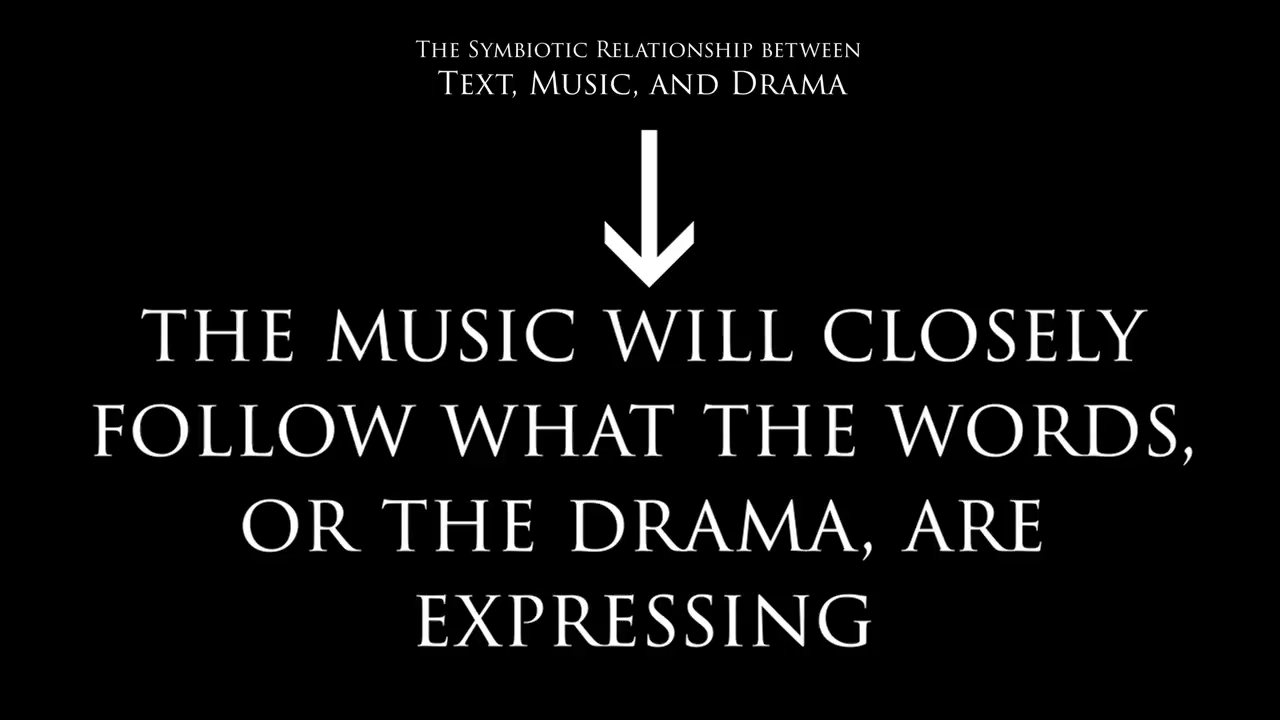 The Symbiotic Relationship between
Text, Music, and Drama
THE MUSIC WILL CLOSELY
FOLLOW WHAT THE WORDS,
OR THE DRAMA, ARE
EXPRESSING